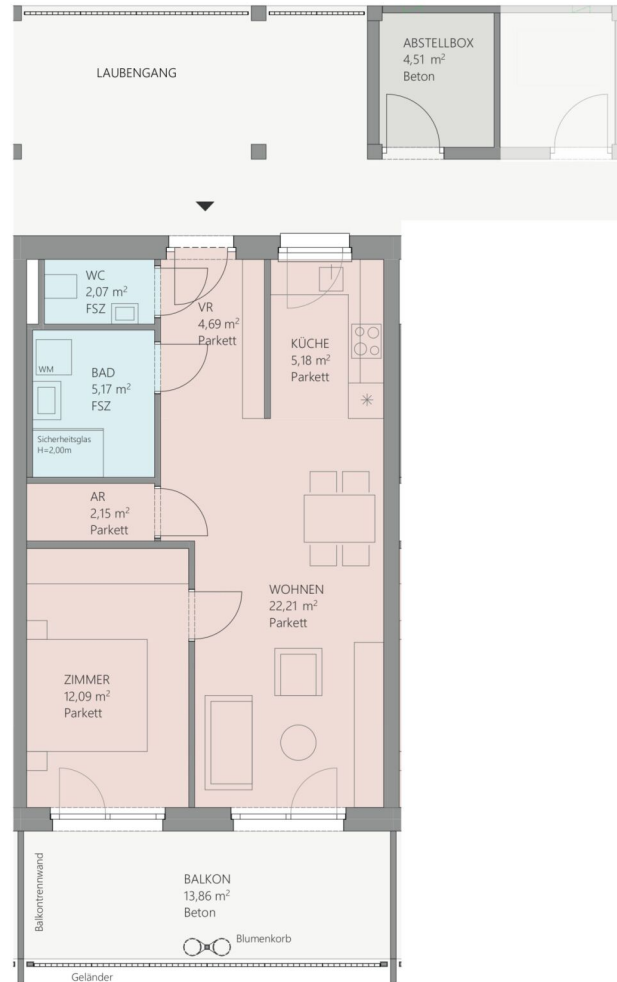 LAUBENGANG
ABSTELLBOX
4,51 m²
Beton
WC
2,07 m²
FSZ
VR
4,69 m²
Parkett
KÜCHE
5,18 m²
Parkett
WM
BAD
5,17 m²
FSZ
Sicherheitsglas
H=2,00m
AR
2,15 m²
Parkett
WOHNEN
22,21 m²
Parkett
ZIMMER
12,09 m²
Parkett
Balkontrennwand
BALKON
13,86 m²
Beton
Blumenkorb
Geländer